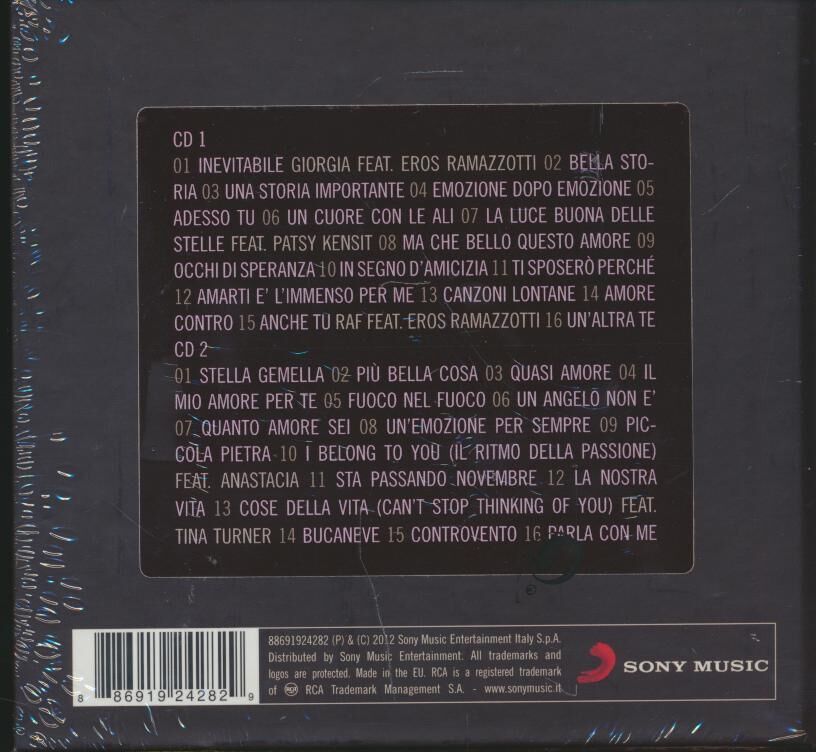 CD 1
01 INEVITABILE GIORGIA FEAT. EROS RAMAZZOTTI 02 BELLA STO-
RIA 03 UNA STORIA IMPORTANTE 04 EMOZIONE DOPO EMOZIONE 05
ADESSO TU 06 UN CUORE CON LE ALI 07 LA LUCE BUONA DELLE
STELLE FEAT. PATSY KENSIT 08 MA CHE BELLO QUESTO AMORE 09
OCCHI DI SPERANZA 10 IN SEGNO D'AMICIZIA 11 TI SPOSERÒ PERCHÉ
12 AMARTI E' L'IMMENSO PER ME 13 CANZONI LONTANE 14 AMORE
CONTRO 15 ANCHE TU RAF FEAT. EROS RAMAZZOTTI 16 UN'ALTRA TE
CD 2
01 STELLA GEMELLA 02 PIÙ BELLA COSA 03 QUASI AMORE 04 IL
MIO AMORE PER TE 05 FUOCO NEL FUOCO 06 UN ANGELO NON E'
07 QUANTO AMORE SEI 08 UN'EMOZIONE PER SEMPRE 09 PIC-
COLA PIETRA 10 I BELONG TO YOU (IL RITMO DELLA PASSIONE)
FEAT. ANASTACIA 11 STA PASSANDO NOVEMBRE 12 LA NOSTRA
VITA 13 COSE DELLA VITA (CAN'T STOP THINKING OF YOU) FEAT.
TINA TURNER 14 BUCANEVE 15 CONTROVENTO 16 PARLA CON ME
88691924282 (P) & (C) 2012 Sony Music Entertainment Italy S.p.A.
Distributed by Sony Music Entertainment. All trademarks and
logos are protected. Made in the EU. RCA is a registered trademark
of RCA RCA Trademark Management S.A. - www.sonymusic.it
SONY MUSIC
8 86919 24282 9